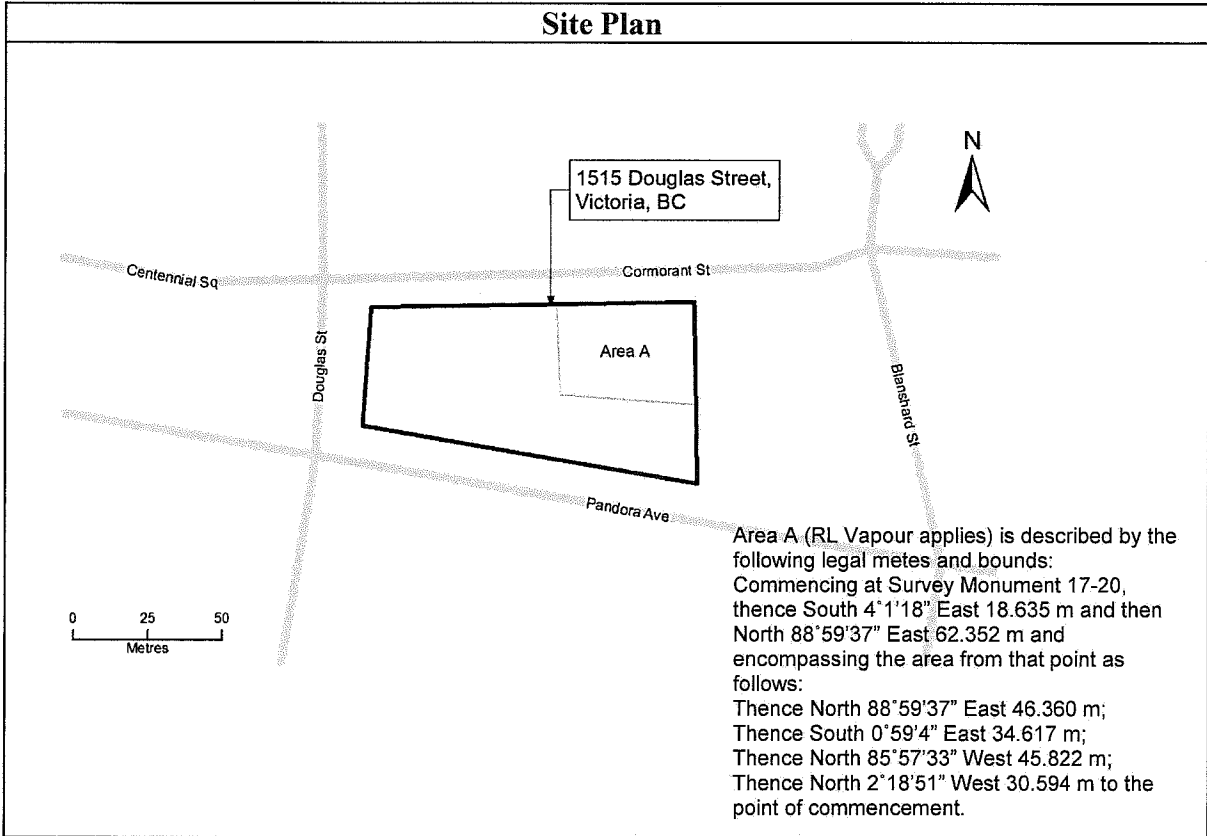 Site Plan
N
1515 Douglas Street,
Victoria, BC
Centennial Sq
Cormorant St
Douglas St
Area A
Blanshard St
Pandora Ave
0 25 50
Metres
Area A (RL Vapour applies) is described by the
following legal metes and bounds:
Commencing at Survey Monument 17-20,
thence South 4°1'18" East 18.635 m and then
North 88°59'37" East 62.352 m and
encompassing the area from that point as
follows:
Thence North 88°59'37" East 46.360 m;
Thence South 0°59'4" East 34.617 m;
Thence North 85°57'33" West 45.822 m;
Thence North 2°18'51" West 30.594 m to the
point of commencement.